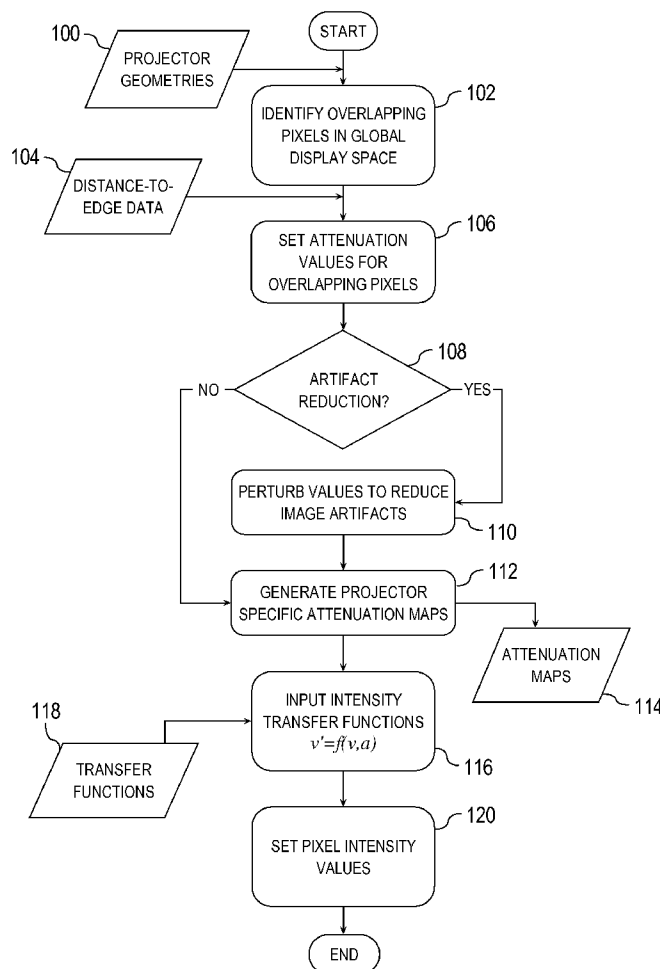 START
100
PROJECTOR
GEOMETRIES
102
IDENTIFY OVERLAPPING
PIXELS IN GLOBAL
DISPLAY SPACE
104
DISTANCE-TO-
EDGE DATA
106
SET ATTENUATION
VALUES FOR
OVERLAPPING PIXELS
108
ARTIFACT
REDUCTION?
NO
YES
PERTURB VALUES TO REDUCE
IMAGE ARTIFACTS
110
112
GENERATE PROJECTOR
SPECIFIC ATTENUATION MAPS
ATTENUATION
MAPS
114
INPUT INTENSITY
TRANSFER FUNCTIONS
v'=f(v,a)
116
118
TRANSFER
FUNCTIONS
120
SET PIXEL INTENSITY
VALUES
END